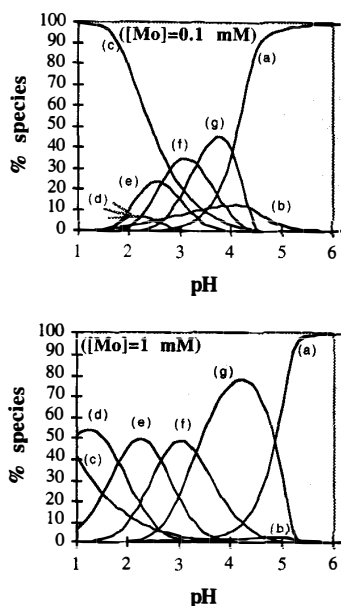 ([Mo]=0.1 mM)
100
90
80
70
60
50
40
30
20
10
0
% species
(c)
(a)
(g)
(f)
(e)
(d)
(b)
1 2 3 4 5 6
pH
([Mo]=1 mM)
100
90
80
70
60
50
40
30
20
10
0
% species
(a)
(g)
(d)
(e)
(f)
(c)
(b)
1 2 3 4 5 6
pH